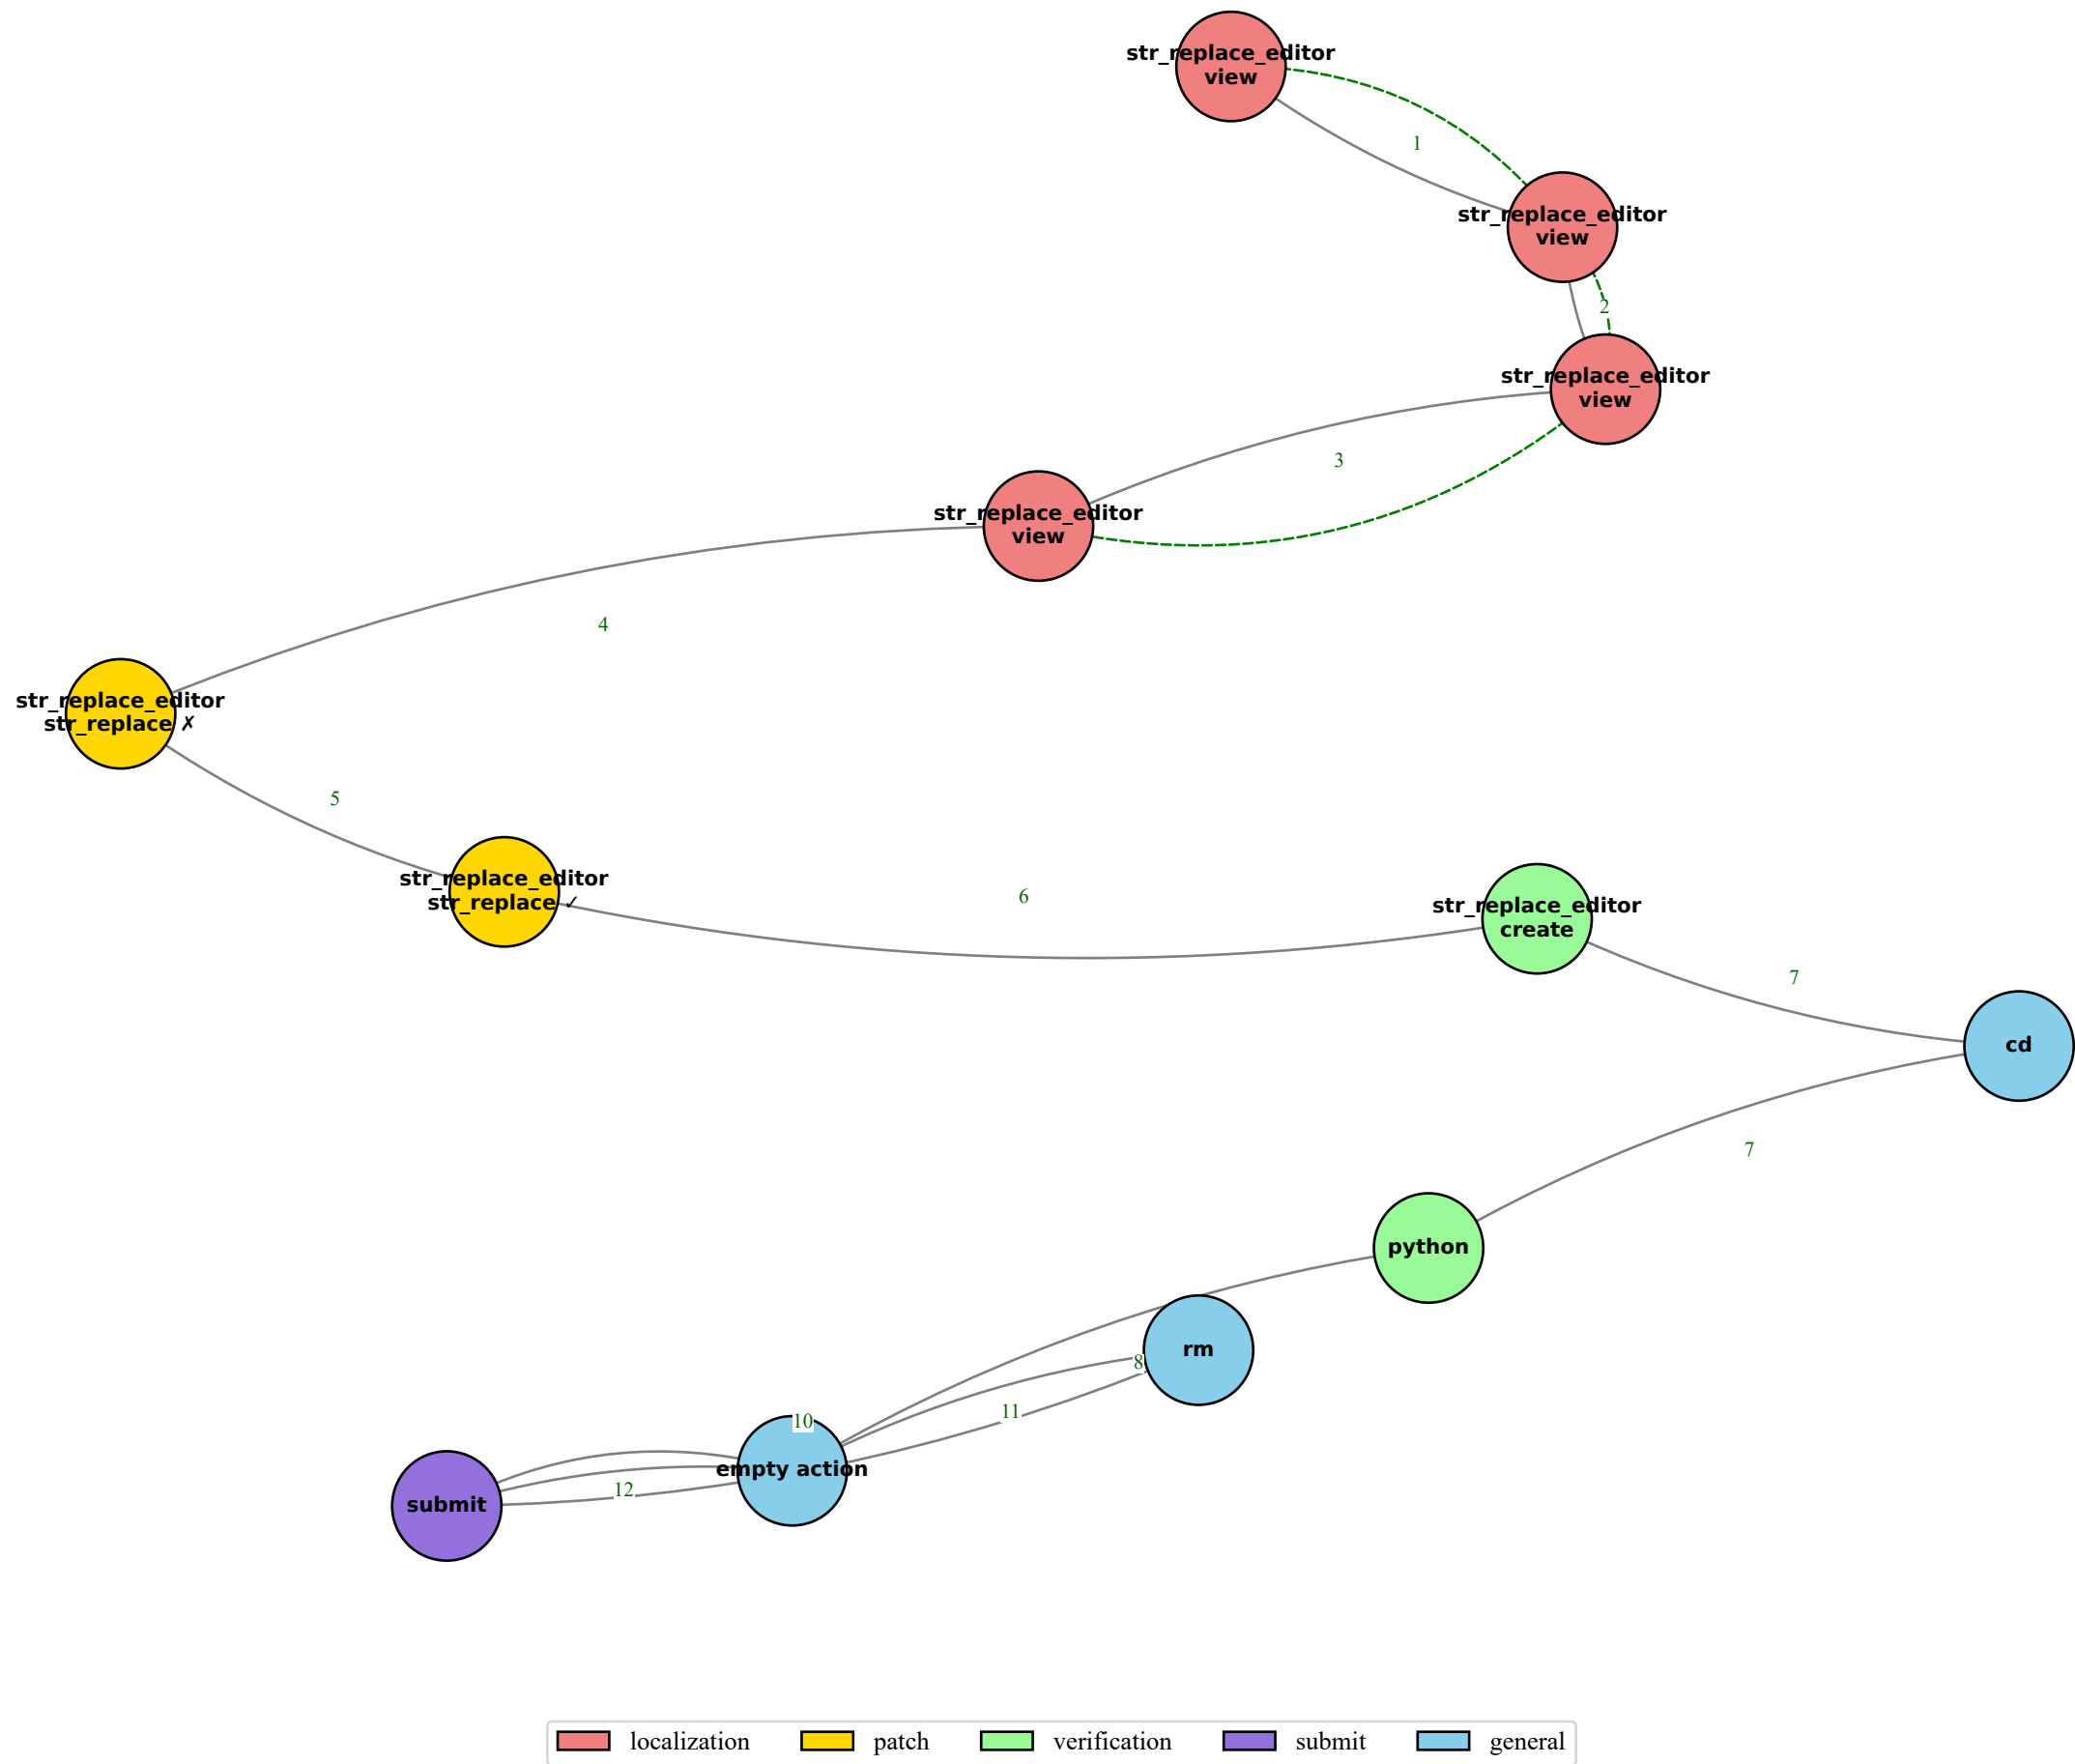 str_replace_editor
view
1
str_replace_editor
view
2
str_replace_editor
view
3
str_replace_editor
view
4
str_replace_editor
str_replace ✗
5
str_replace_editor
str_replace ✓
6
str_replace_editor
create
7
cd
7
python
rm
8
11
10
empty action
12
submit
localization
patch
verification
submit
general